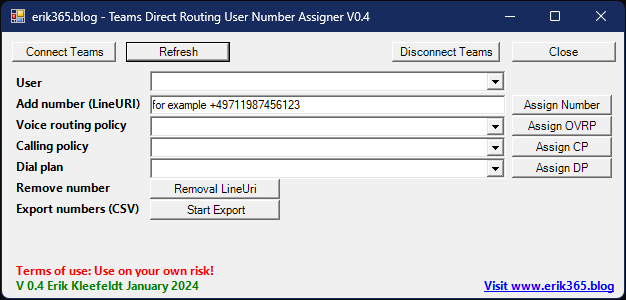 erik365.blog - Teams Direct Routing User Number Assigner V0.4
Connect Teams Refresh Disconnect Teams Close
User
Add number (LineURI) for example +49711987456123 Assign Number
Voice routing policy Assign OVRP
Calling policy Assign CP
Dial plan Assign DP
Remove number Removal LineUri
Export numbers (CSV) Start Export
Terms of use: Use on your own risk!
V 0.4 Erik Kleefeldt January 2024 Visit www.erik365.blog